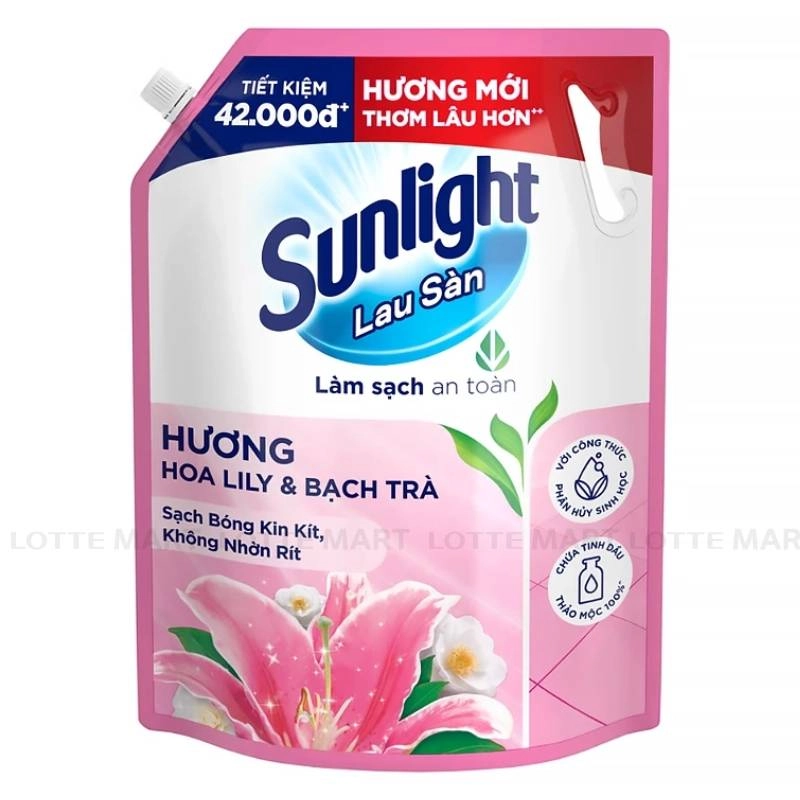 TIẾT KIỆM
42.000đ+
HƯƠNG MỚI
THƠM LÂU HƠN++
Sunlight
Lau Sàn
Làm sạch an toàn
HƯƠNG
HOA LILY & BẠCH TRÀ
Sạch Bóng Kin Kít,
Không Nhờn Rít
VỚI CÔNG THỨC
PHÂN HỦY SINH HỌC
CHỨA TINH DẦU
THẢO MỘC 100%
LOTTE MART LOTTE MART LOTTE MART LOTTE MART